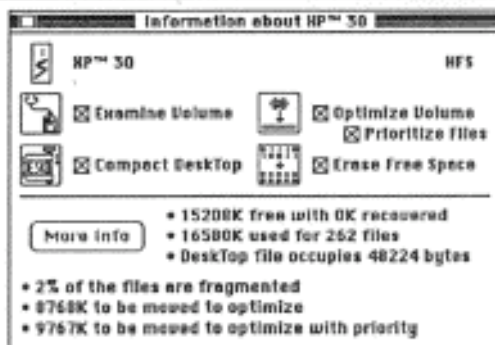 Information about HP™ 30
HP™ 30 HFS
Examine Volume Optimize Volume
Prioritize Files
Compact DeskTop Erase Free Space
More Info
• 15208K free with 0K recovered
• 16580K used for 262 files
• DeskTop file occupies 48224 bytes
• 2% of the files are fragmented
• 8768K to be moved to optimize
• 9767K to be moved to optimize with priority